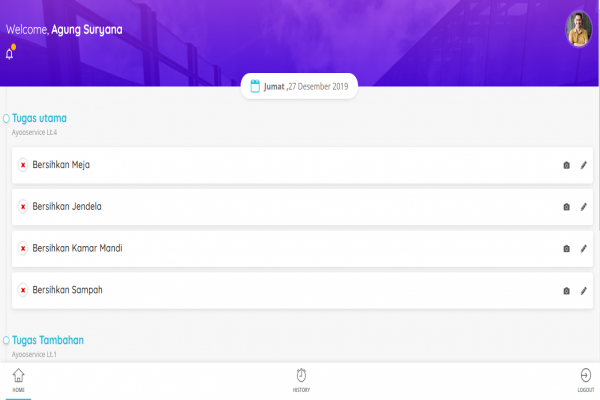 Welcome, Agung Suryana
Jumat ,27 Desember 2019
Tugas utama
Ayooservice Lt.4
Bersihkan Meja
Bersihkan Jendela
Bersihkan Kamar Mandi
Bersihkan Sampah
Tugas Tambahan
Ayooservice Lt.1
HOME
HISTORY
LOGOUT